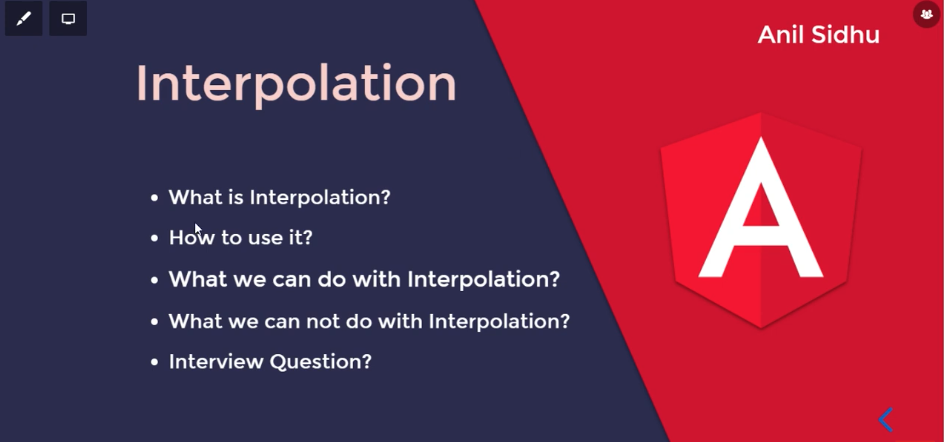 Anil Sidhu
Interpolation
• What is Interpolation?
• How to use it?
• What we can do with Interpolation?
• What we can not do with Interpolation?
• Interview Question?
A